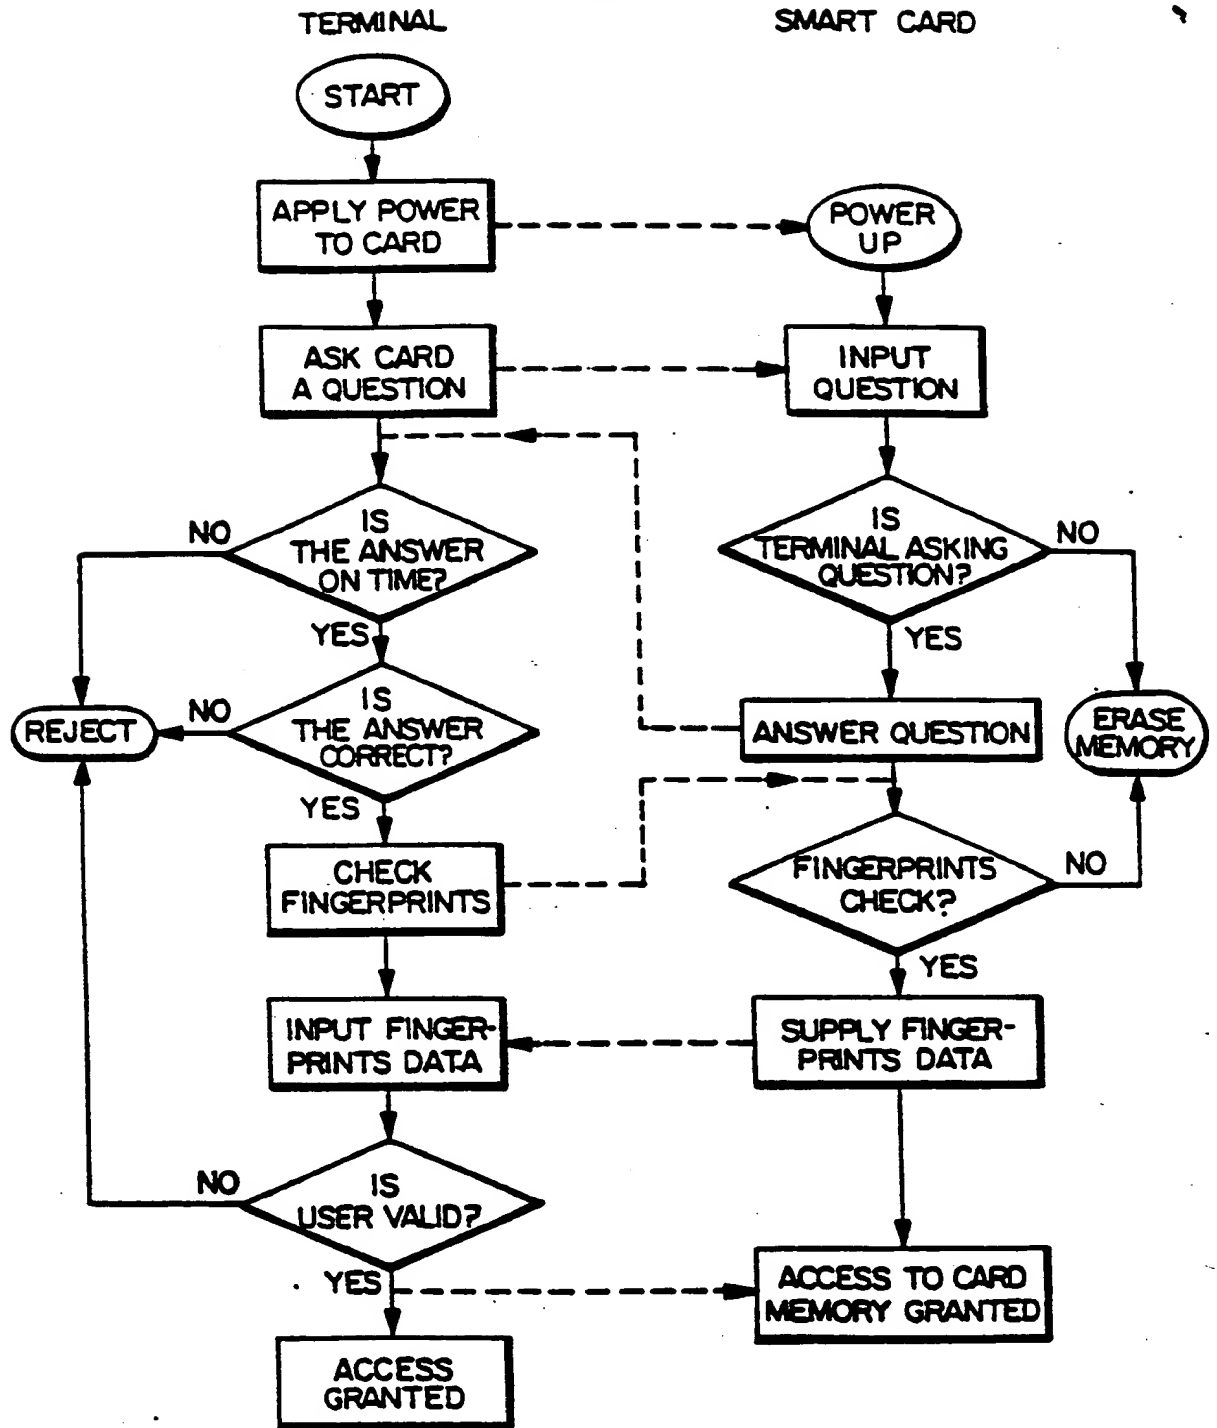 TERMINAL
SMART CARD
START
APPLY POWER
TO CARD
POWER
UP
ASK CARD
A QUESTION
INPUT
QUESTION
IS
THE ANSWER
ON TIME?
NO
YES
IS
TERMINAL ASKING
QUESTION?
NO
YES
REJECT
NO
IS
THE ANSWER
CORRECT?
YES
ANSWER QUESTION
ERASE
MEMORY
CHECK
FINGERPRINTS
FINGERPRINTS
CHECK?
NO
YES
INPUT FINGER-
PRINTS DATA
SUPPLY FINGER-
PRINTS DATA
NO
IS
USER VALID?
YES
ACCESS TO CARD
MEMORY GRANTED
ACCESS
GRANTED